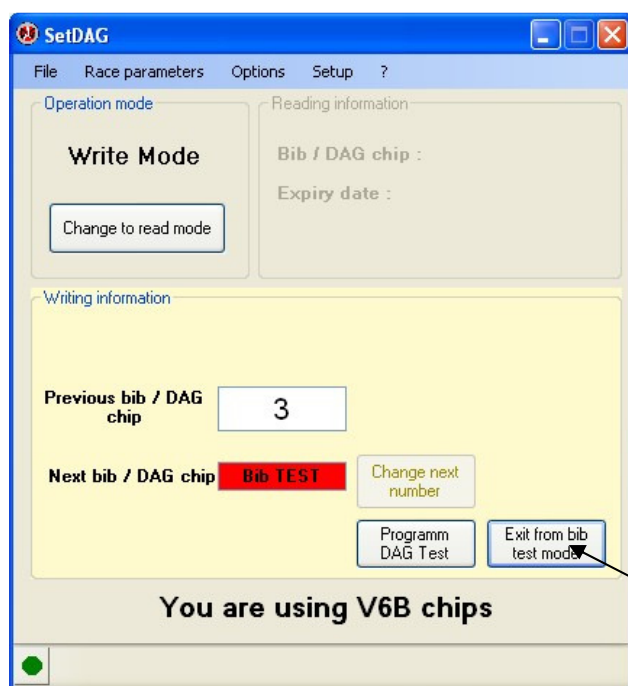 SetDAG
File Race parameters Options Setup ?
Operation mode
Write Mode
Change to read mode
Reading information
Bib / DAG chip :
Expiry date :
Writing information
Previous bib / DAG
chip
3
Next bib / DAG chip
Bib TEST
Change next
number
Programm
DAG Test
Exit from bib
test mode
You are using V6B chips